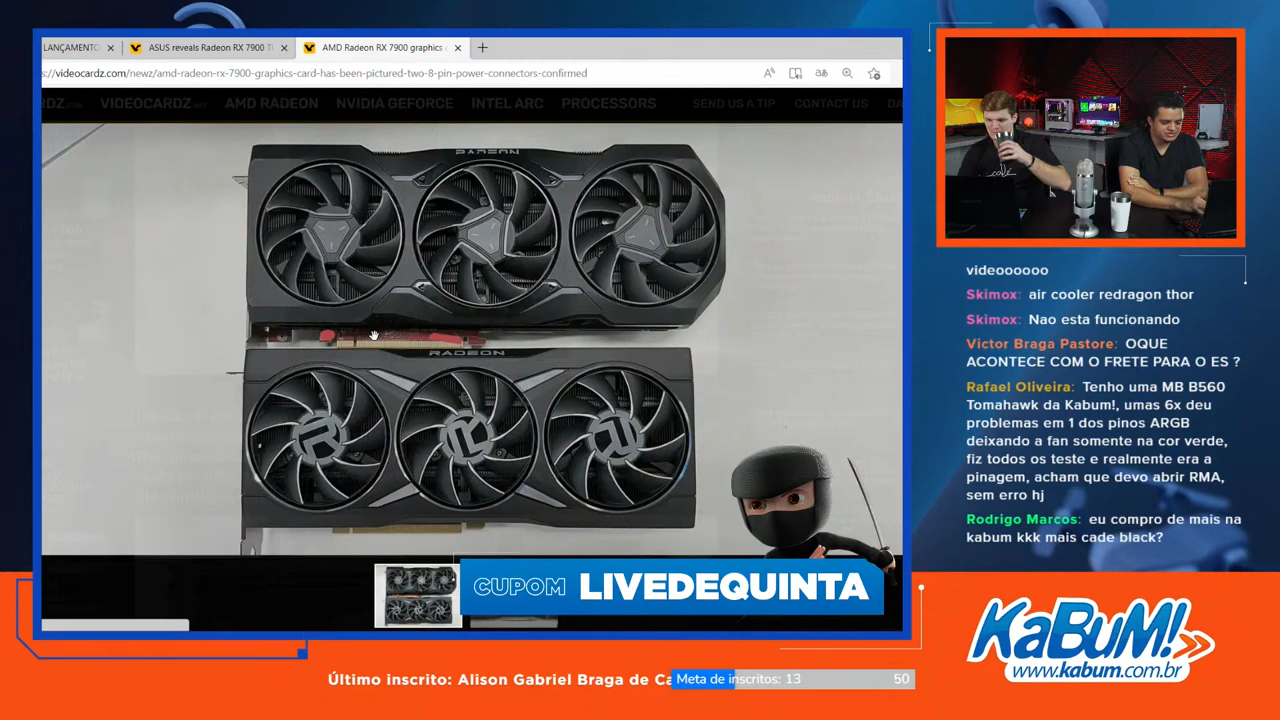 LANÇAMENTO
ASUS reveals Radeon RX 7900 T
AMD Radeon RX 7900 graphics
s://videocardz.com/newz/amd-radeon-rx-7900-graphics-card-has-been-pictured-two-8-pin-power-connectors-confirmed
DZ.COM VIDEOCARDZ.NET AMD RADEON NVIDIA GEFORCE INTEL ARC PROCESSORS SEND US A TIP CONTACT US DA
RADEON
RADEON
CUPOM LIVEDEQUINTA
videoooooo
Skimox: air cooler redragon thor
Skimox: Nao esta funcionando
Victor Braga Pastore: OQUE
ACONTECE COM O FRETE PARA O ES ?
Rafael Oliveira: Tenho uma MB B560
Tomahawk da Kabum!, umas 6x deu
problemas em 1 dos pinos ARGB
deixando a fan somente na cor verde,
fiz todos os teste e realmente era a
pinagem, acham que devo abrir RMA,
sem erro hj
Rodrigo Marcos: eu compro de mais na
kabum kkk mais cade black?
KaBuM!
www.kabum.com.br
Último inscrito: Alison Gabriel Braga de Ca
Meta de inscritos: 13 50